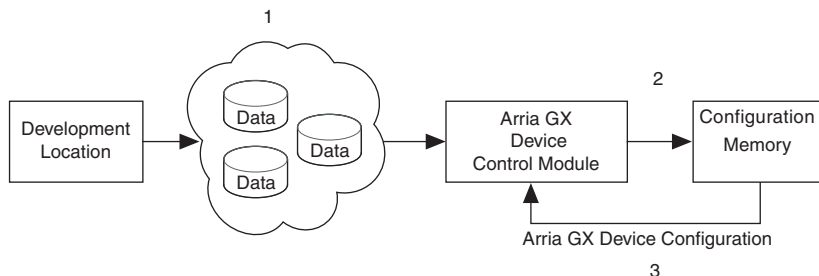 1
2
Development
Location
Data
Data
Data
Arria GX
Device
Control Module
Configuration
Memory
Arria GX Device Configuration
3